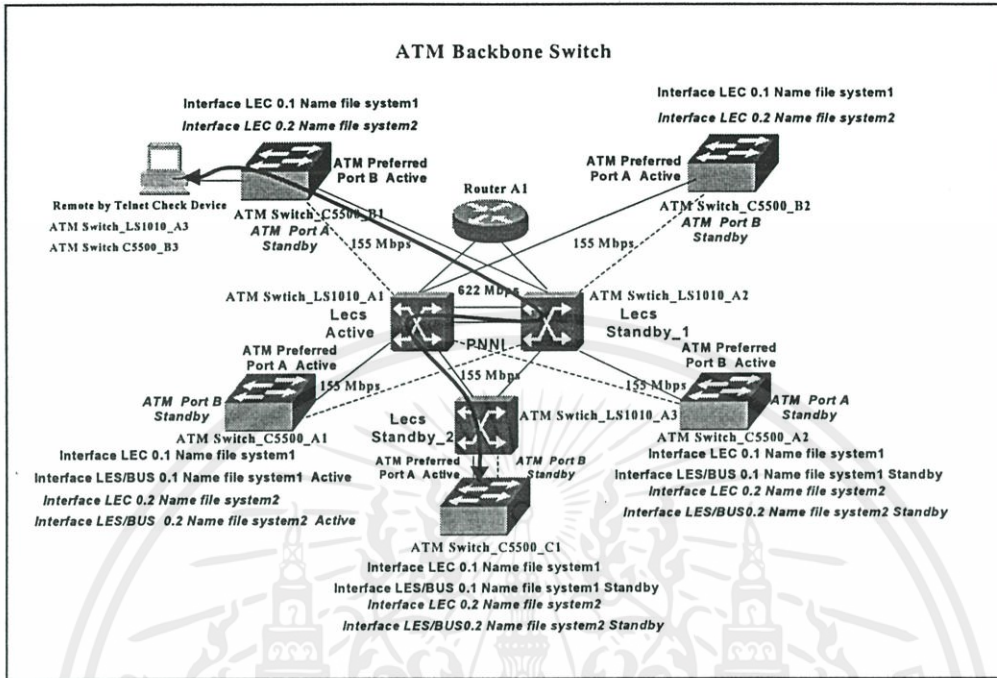 ATM Backbone Switch
Interface LEC 0.1 Name file system1
Interface LEC 0.2 Name file system2
Interface LEC 0.1 Name file system1
Interface LEC 0.2 Name file system2
ATM Preferred
Port B Active
ATM Preferred
Port A Active
Router A1
Remote by Telnet Check Device
ATM Switch_LS1010_A3
ATM Switch C5500_B3
ATM Switch_C5500_B1
ATM Port A
Standby
155 Mbps
155 Mbps
ATM Switch_C5500_B2
ATM Port B
Standby
622 Mbps
ATM Swtich_LS1010_A1
Lecs
Active
ATM Swtich_LS1010_A2
Lecs
Standby_1
PNNI
ATM Preferred
Port A Active
155 Mbps
155 Mbps
155 Mbps
ATM Preferred
Port B Active
ATM Port B
Standby
ATM Switch_C5500_A1
Lecs
Standby_2
ATM Swtich_LS1010_A3
ATM Port A
Standby
ATM Switch_C5500_A2
Interface LEC 0.1 Name file system1
Interface LES/BUS 0.1 Name file system1 Active
Interface LEC 0.2 Name file system2
Interface LES/BUS 0.2 Name file system2 Active
ATM Preferred
Port A Active
ATM Port B
Standby
Interface LEC 0.1 Name file system1
Interface LES/BUS 0.1 Name file system1 Standby
Interface LEC 0.2 Name file system2
Interface LES/BUS0.2 Name file system2 Standby
ATM Switch_C5500_C1
Interface LEC 0.1 Name file system1
Interface LES/BUS 0.1 Name file system1 Standby
Interface LEC 0.2 Name file system2
Interface LES/BUS0.2 Name file system2 Standby